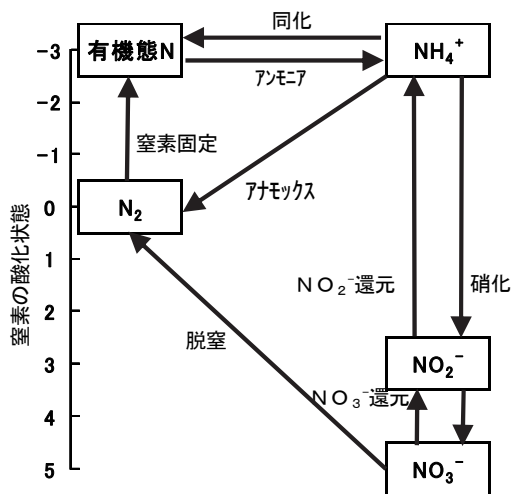 同化
-3
有機態N
NH₄⁺
アンモニア
-2
-1
窒素固定
アナモックス
0
N₂
窒素の酸化状態
1
ＮＯ₂⁻還元
硝化
2
脱窒
3
NO₂⁻
ＮＯ₃⁻還元
4
5
NO₃⁻